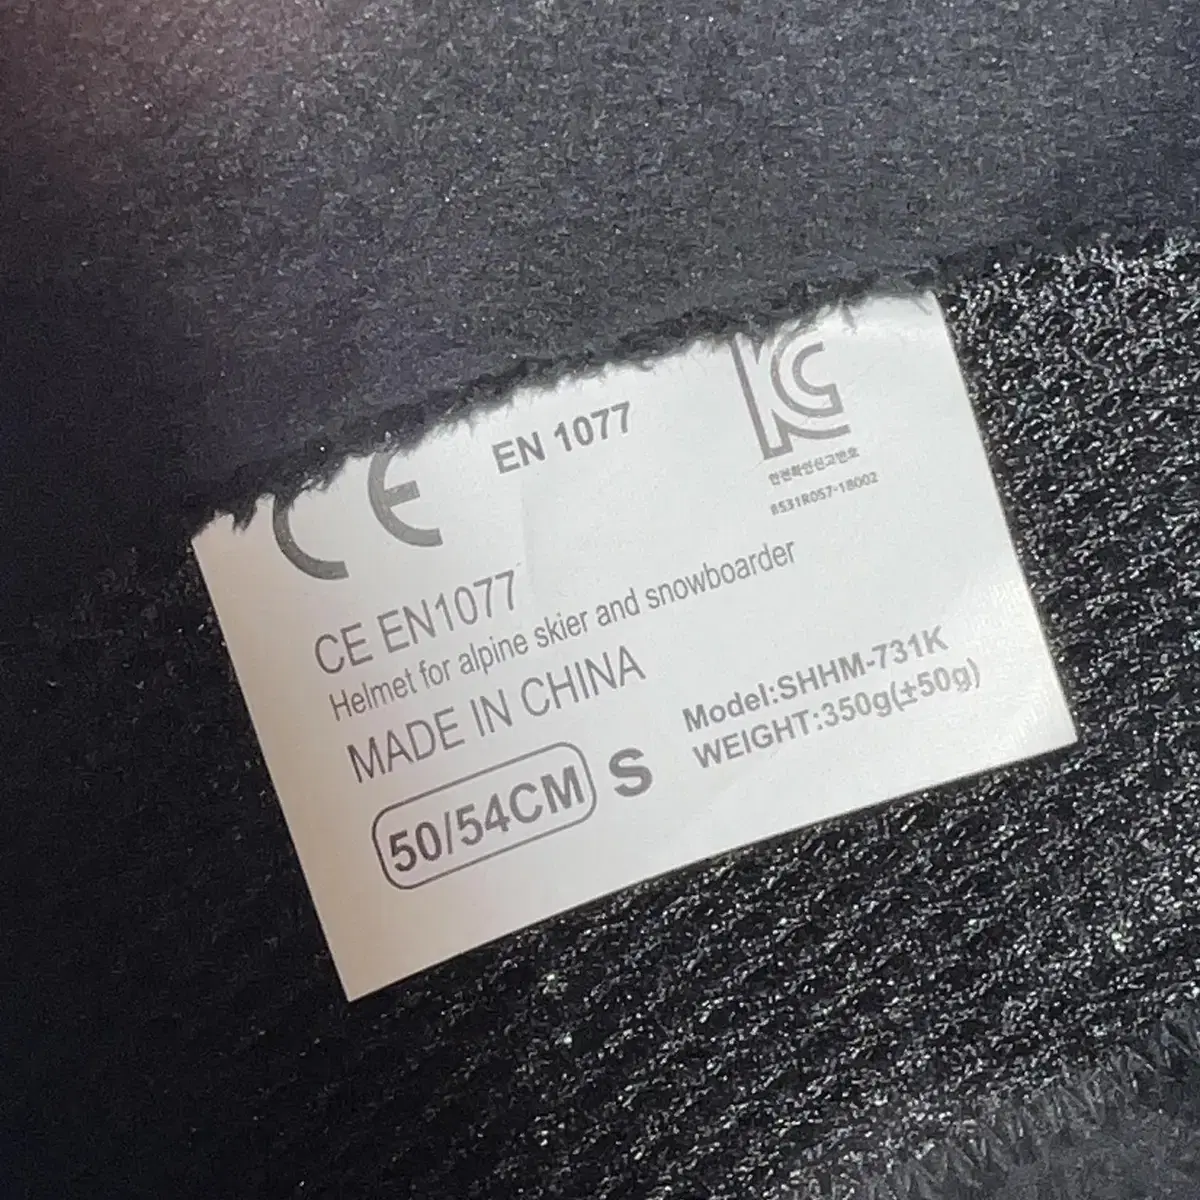 CE EN 1077 KC
안전확인신고번호
B531R057-18002
CE EN1077
Helmet for alpine skier and snowboarder
MADE IN CHINA
Model:SHHM-731K
50/54CM S WEIGHT:350g(±50g)